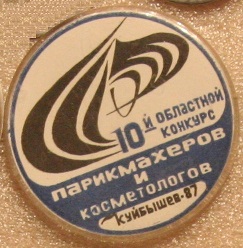 10й ОБЛАСТНОЙ
КОНКУРС
ПАРИКМАХЕРОВ
И
КОСМЕТОЛОГОВ
КУЙБЫШЕВ-87